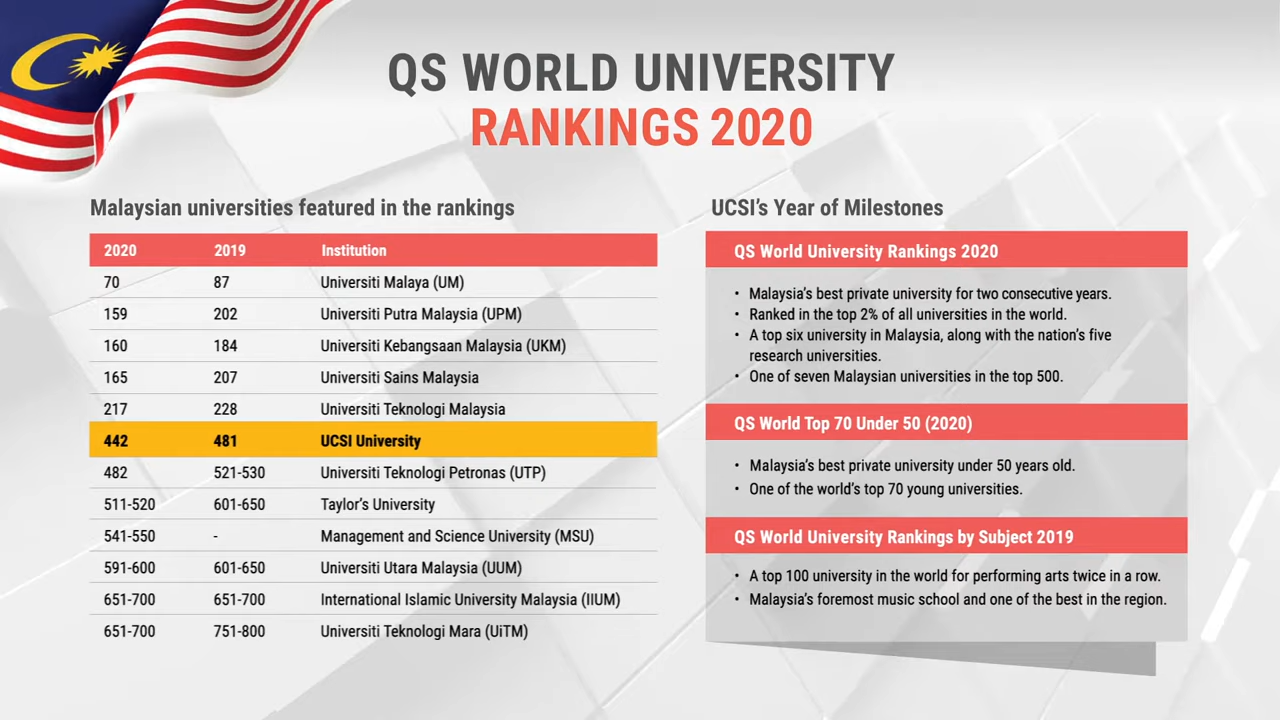 QS WORLD UNIVERSITY
RANKINGS 2020
Malaysian universities featured in the rankings
2020 2019 Institution
70 87 Universiti Malaya (UM)
159 202 Universiti Putra Malaysia (UPM)
160 184 Universiti Kebangsaan Malaysia (UKM)
165 207 Universiti Sains Malaysia
217 228 Universiti Teknologi Malaysia
442 481 UCSI University
482 521-530 Universiti Teknologi Petronas (UTP)
511-520 601-650 Taylor's University
541-550 - Management and Science University (MSU)
591-600 601-650 Universiti Utara Malaysia (UUM)
651-700 651-700 International Islamic University Malaysia (IIUM)
651-700 751-800 Universiti Teknologi Mara (UiTM)
UCSI's Year of Milestones
QS World University Rankings 2020
• Malaysia's best private university for two consecutive years.
• Ranked in the top 2% of all universities in the world.
• A top six university in Malaysia, along with the nation's five
research universities.
• One of seven Malaysian universities in the top 500.
QS World Top 70 Under 50 (2020)
• Malaysia's best private university under 50 years old.
• One of the world's top 70 young universities.
QS World University Rankings by Subject 2019
• A top 100 university in the world for performing arts twice in a row.
• Malaysia's foremost music school and one of the best in the region.